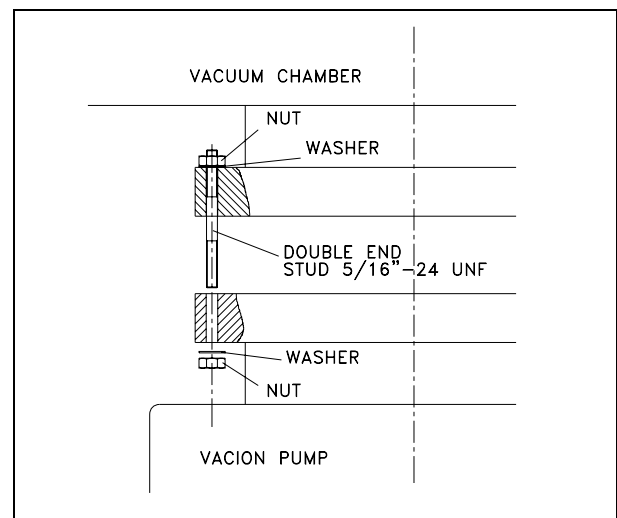 VACUUM CHAMBER
NUT
WASHER
DOUBLE END
STUD 5/16"-24 UNF
WASHER
NUT
VACION PUMP